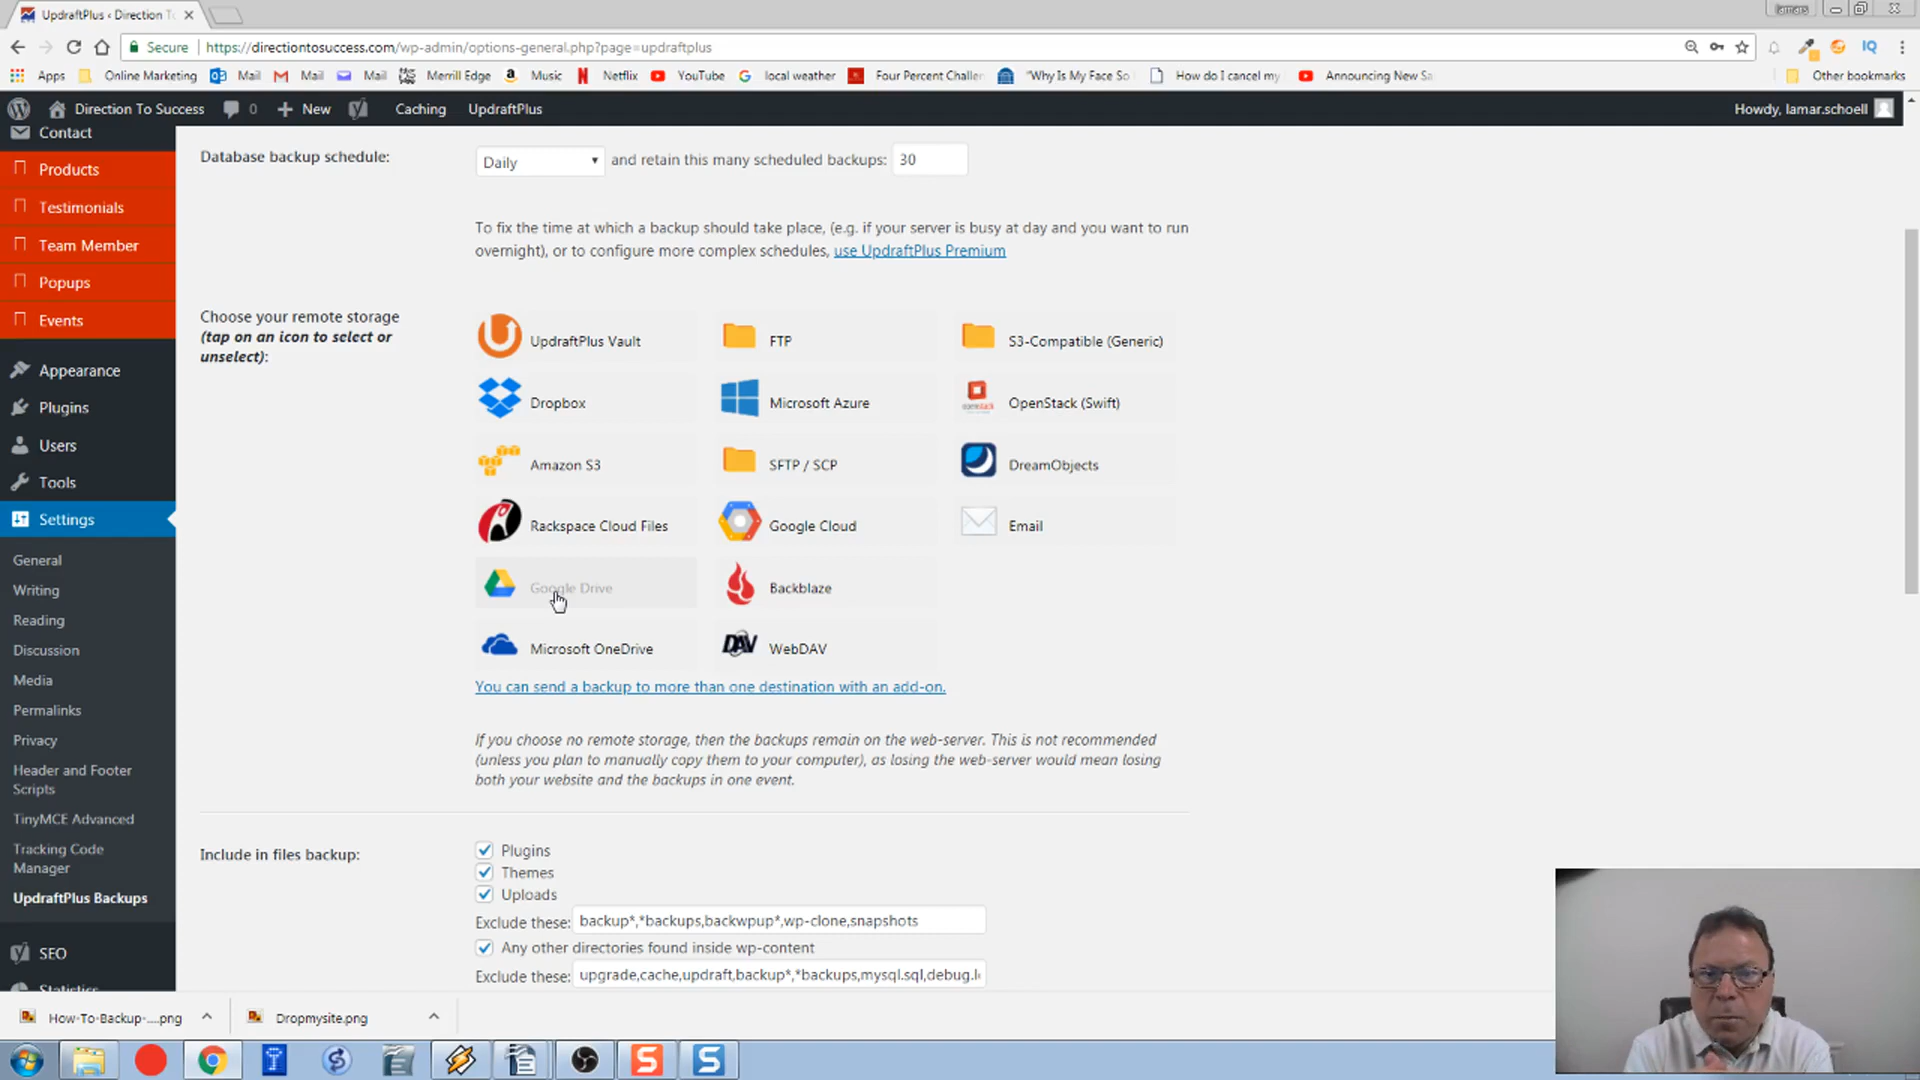 UpdraftPlus ‹ Direction To
lamars
Secure
https://directiontosuccess.com/wp-admin/options-general.php?page=updraftplus
IQ
Apps
Online Marketing
Mail
Mail
Mail
Merrill Edge
Music
Netflix
YouTube
local weather
Four Percent Challen
"Why Is My Face So
How do I cancel my
Announcing New Sa
Other bookmarks
Direction To Success
0
New
Caching
UpdraftPlus
Howdy, lamar.schoell
Contact
Products
Testimonials
Team Member
Popups
Events
Appearance
Plugins
Users
Tools
Settings
General
Writing
Reading
Discussion
Media
Permalinks
Privacy
Header and Footer
Scripts
TinyMCE Advanced
Tracking Code
Manager
UpdraftPlus Backups
SEO
Statistics
Database backup schedule:
Daily
and retain this many scheduled backups:
30
To fix the time at which a backup should take place, (e.g. if your server is busy at day and you want to run
overnight), or to configure more complex schedules, use UpdraftPlus Premium
Choose your remote storage
(tap on an icon to select or
unselect):
UpdraftPlus Vault
FTP
S3-Compatible (Generic)
Dropbox
Microsoft Azure
openstack
OpenStack (Swift)
Amazon S3
SFTP / SCP
DreamObjects
Rackspace Cloud Files
Google Cloud
Email
Google Drive
Backblaze
Microsoft OneDrive
DAV
WebDAV
You can send a backup to more than one destination with an add-on.
If you choose no remote storage, then the backups remain on the web-server. This is not recommended
(unless you plan to manually copy them to your computer), as losing the web-server would mean losing
both your website and the backups in one event.
Include in files backup:
Plugins
Themes
Uploads
Exclude these:
backup*,*backups,backwpup*,wp-clone,snapshots
Any other directories found inside wp-content
Exclude these:
upgrade,cache,updraft,backup*,*backups,mysql.sql,debug.l
How-To-Backup-....png
Dropmysite.png